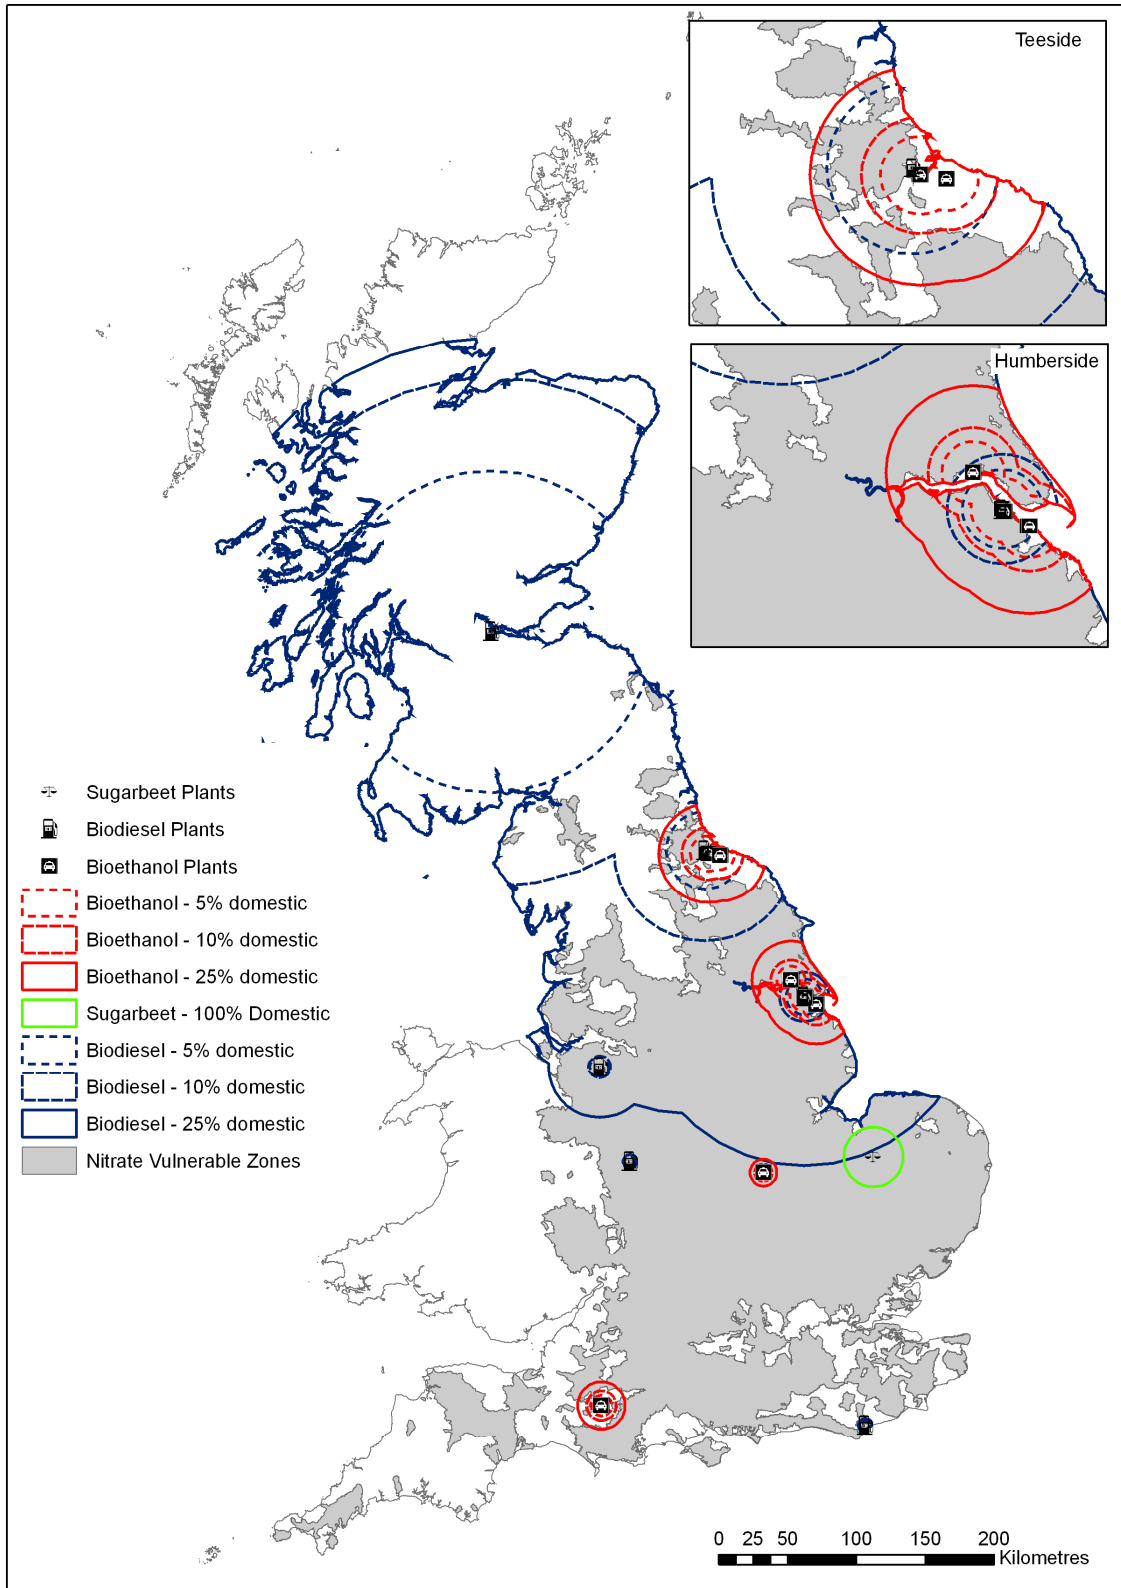 Teeside
Humberside
Sugarbeet Plants
Biodiesel Plants
Bioethanol Plants
Bioethanol - 5% domestic
Bioethanol - 10% domestic
Bioethanol - 25% domestic
Sugarbeet - 100% Domestic
Biodiesel - 5% domestic
Biodiesel - 10% domestic
Biodiesel - 25% domestic
Nitrate Vulnerable Zones
0 25 50 100 150 200
Kilometres